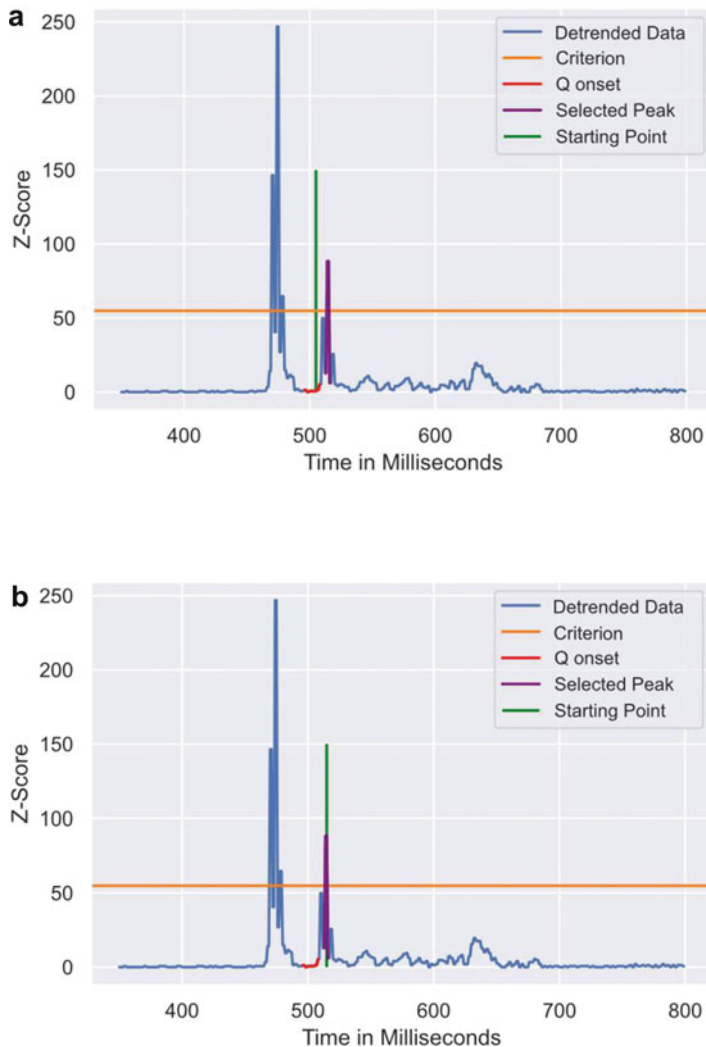 a
250
200
150
100
50
0
Z-Score
Detrended Data
Criterion
Q onset
Selected Peak
Starting Point
400 500 600 700 800
Time in Milliseconds
b
250
200
150
100
50
0
Z-Score
Detrended Data
Criterion
Q onset
Selected Peak
Starting Point
400 500 600 700 800
Time in Milliseconds